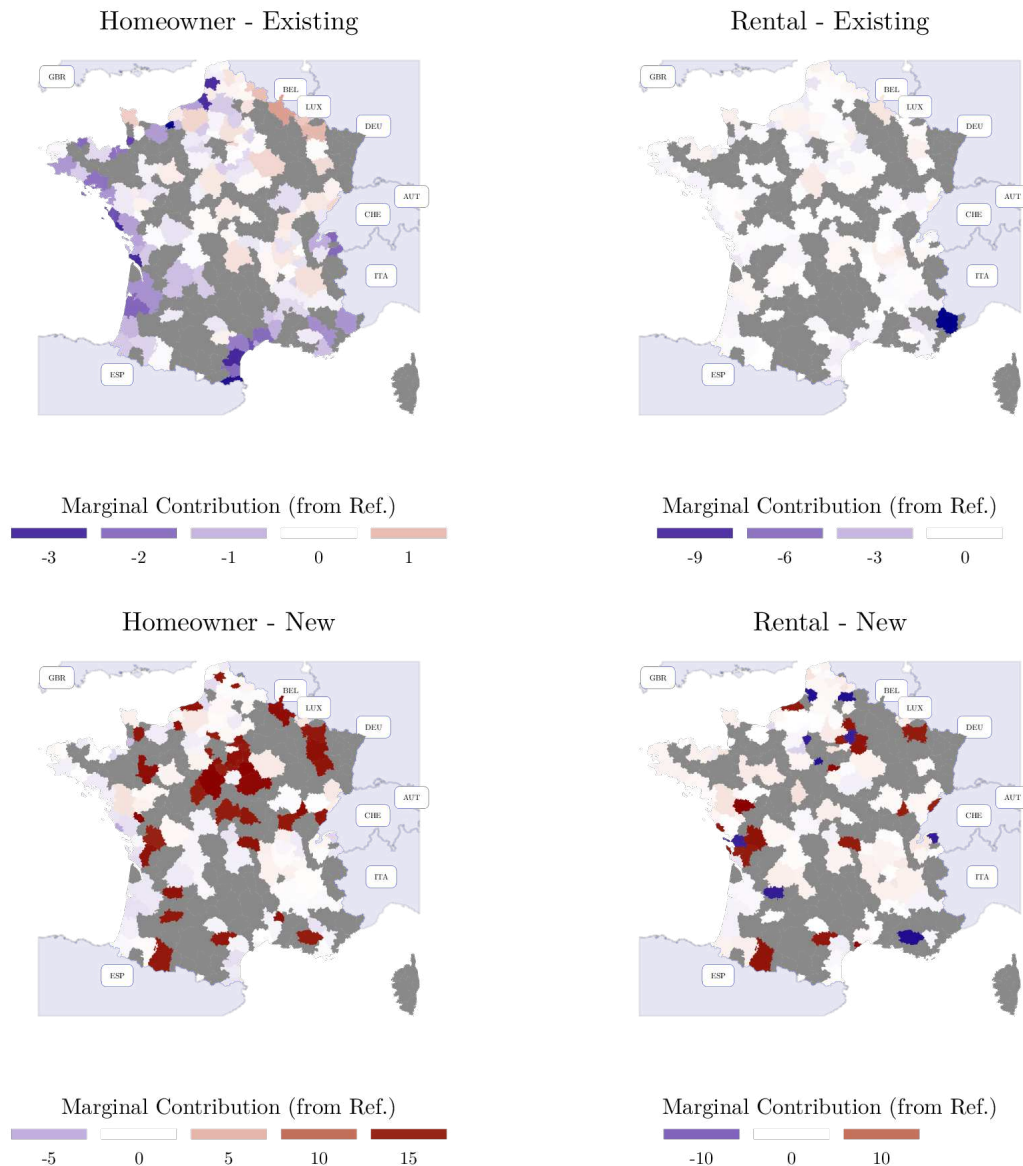 Homeowner - Existing
Rental - Existing
GBR
BEL
LUX
DEU
AUT
CHE
ITA
ESP
GBR
BEL
LUX
DEU
AUT
CHE
ITA
ESP
Marginal Contribution (from Ref.)
-3 -2 -1 0 1
Marginal Contribution (from Ref.)
-9 -6 -3 0
Homeowner - New
Rental - New
GBR
BEL
LUX
DEU
AUT
CHE
ITA
ESP
GBR
BEL
LUX
DEU
AUT
CHE
ITA
ESP
Marginal Contribution (from Ref.)
-5 0 5 10 15
Marginal Contribution (from Ref.)
-10 0 10